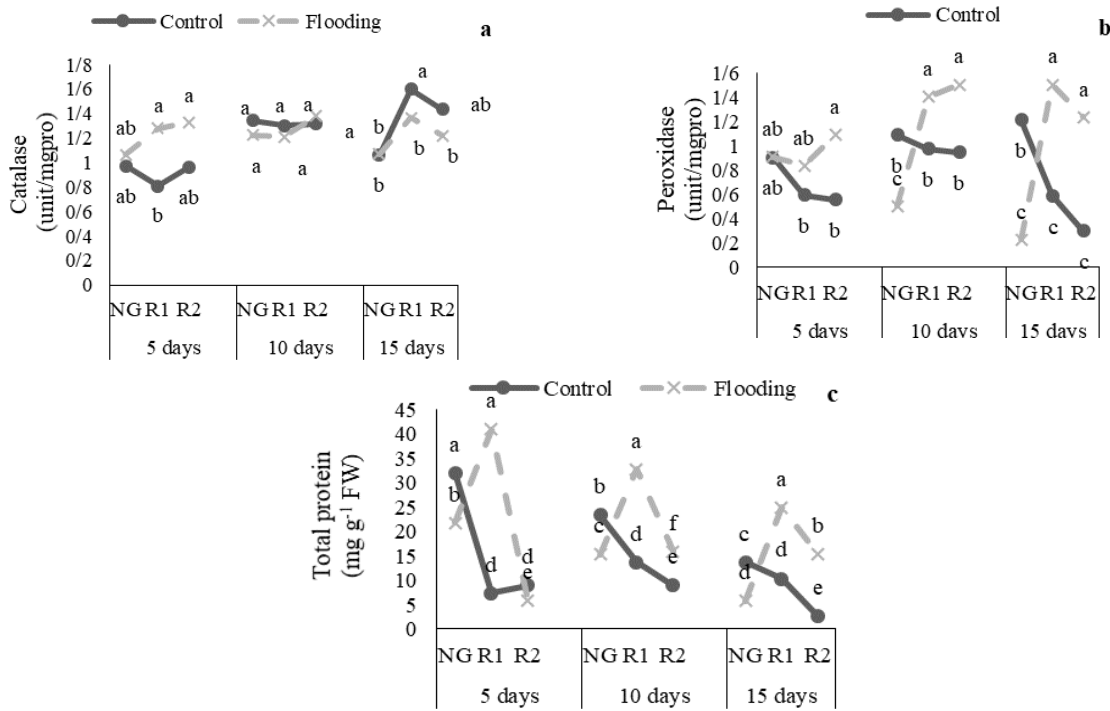 Control
Flooding
a
Catalase
(unit/mgpro)
1/8
1/6
1/4
1/2
1
0/8
0/6
0/4
0/2
0
ab a a
ab b ab
a a a a
a a
b a ab
b b b
NG R1 R2 NG R1 R2 NG R1 R2
5 days 10 days 15 days
Control
b
Peroxidase
(unit/mgpro)
1/6
1/4
1/2
1
0/8
0/6
0/4
0/2
0
ab ab a
ab b b
a a
b b b
c
a a
b
c c c
NG R1 R2 NG R1 R2 NG R1 R2
5 days 10 days 15 days
Control
Flooding
c
Total protein
(mg g-1 FW)
45
40
35
30
25
20
15
10
5
0
a a
b
d d
e
b a
c d f
e
c a b
d d e
NG R1 R2 NG R1 R2 NG R1 R2
5 days 10 days 15 days